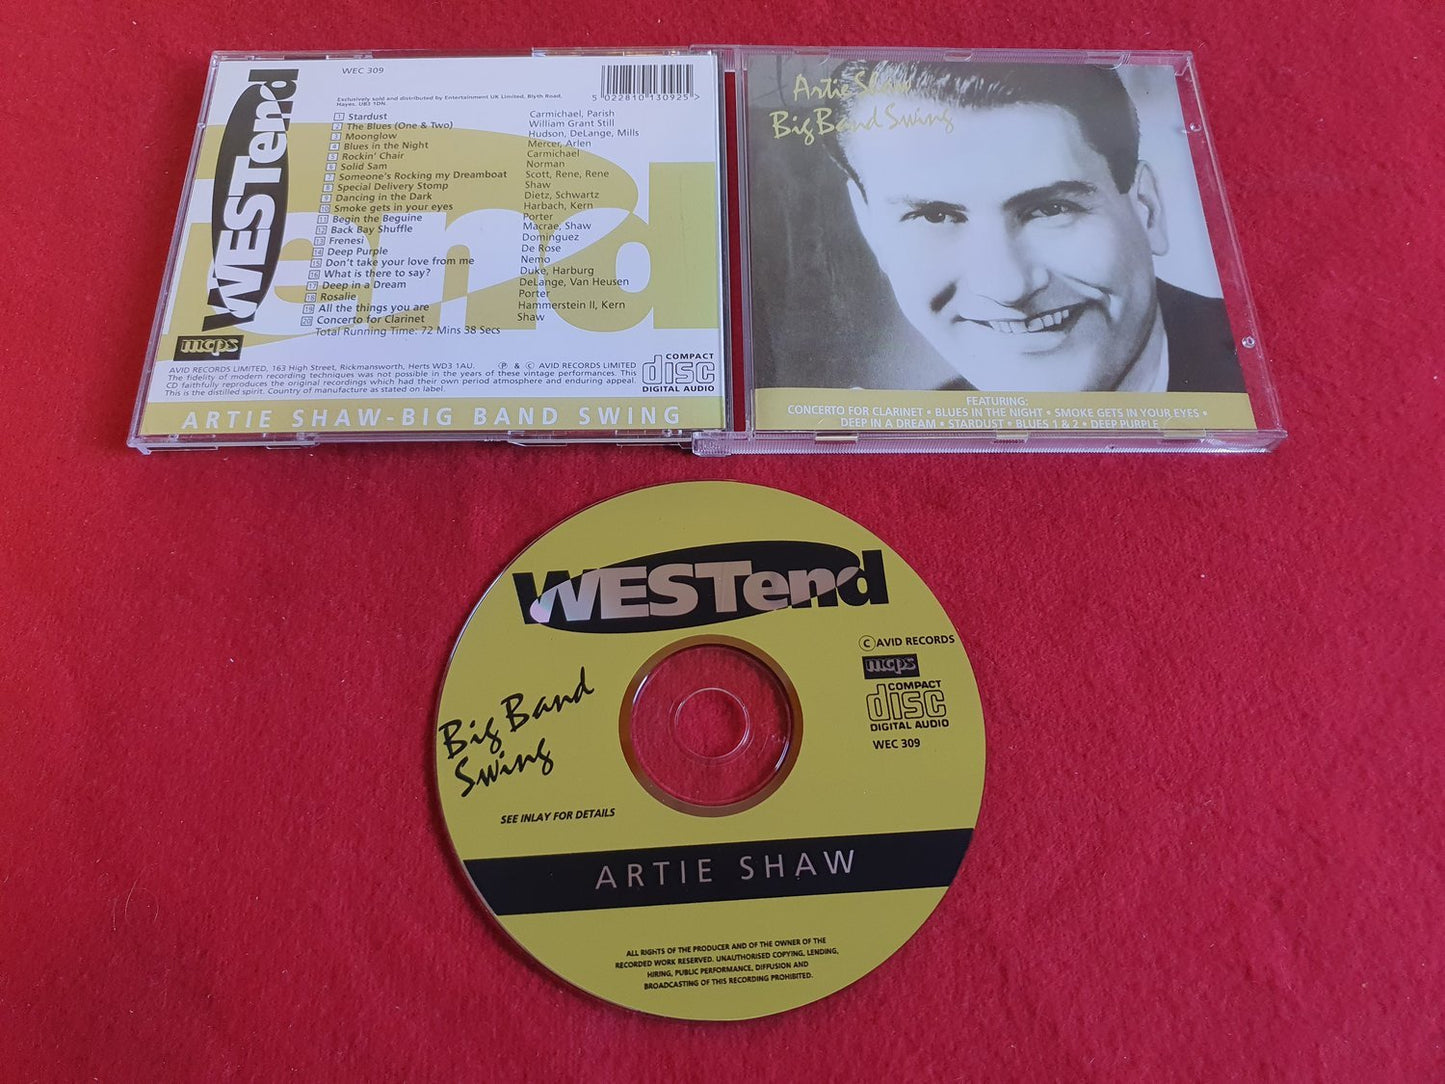 WESTend
WEC 309
5 022810 130925 >
Exclusively sold and distributed by Entertainment UK Limited, Blyth Road,
Hayes. UB3 1DN.
1 Stardust Carmichael, Parish
2 The Blues (One & Two) William Grant Still
3 Moonglow Hudson, DeLange, Mills
4 Blues in the Night Mercer, Arlen
5 Rockin' Chair Carmichael
6 Solid Sam Norman
7 Someone's Rocking my Dreamboat Scott, Rene, Rene
8 Special Delivery Stomp Shaw
9 Dancing in the Dark Dietz, Schwartz
10 Smoke gets in your eyes Harbach, Kern
11 Begin the Beguine Porter
12 Back Bay Shuffle Macrae, Shaw
13 Frenesi Dominguez
14 Deep Purple De Rose
15 Don't take your love from me Nemo
16 What is there to say? Duke, Harburg
17 Deep in a Dream DeLange, Van Heusen
18 Rosalie Porter
19 All the things you are Hammerstein II, Kern
20 Concerto for Clarinet Shaw
Total Running Time: 72 Mins 38 Secs
mcps
AVID RECORDS LIMITED, 163 High Street, Rickmansworth, Herts WD3 1AU. ℗ & © AVID RECORDS LIMITED
The fidelity of modern recording techniques was not possible in the years of these vintage performances. This
CD faithfully reproduces the original recordings which had their own period atmosphere and enduring appeal.
This is the distilled spirit. Country of manufacture as stated on label.
COMPACT
disc
DIGITAL AUDIO
ARTIE SHAW-BIG BAND SWING
Artie Shaw
Big Band Swing
FEATURING:
CONCERTO FOR CLARINET • BLUES IN THE NIGHT • SMOKE GETS IN YOUR EYES •
DEEP IN A DREAM • STARDUST • BLUES 1 & 2 • DEEP PURPLE
WESTend
© AVID RECORDS
mcps
COMPACT
disc
DIGITAL AUDIO
WEC 309
Big Band
Swing
SEE INLAY FOR DETAILS
ARTIE SHAW
ALL RIGHTS OF THE PRODUCER AND OF THE OWNER OF THE
RECORDED WORK RESERVED. UNAUTHORISED COPYING, LENDING,
HIRING, PUBLIC PERFORMANCE, DIFFUSION AND
BROADCASTING OF THIS RECORDING PROHIBITED.